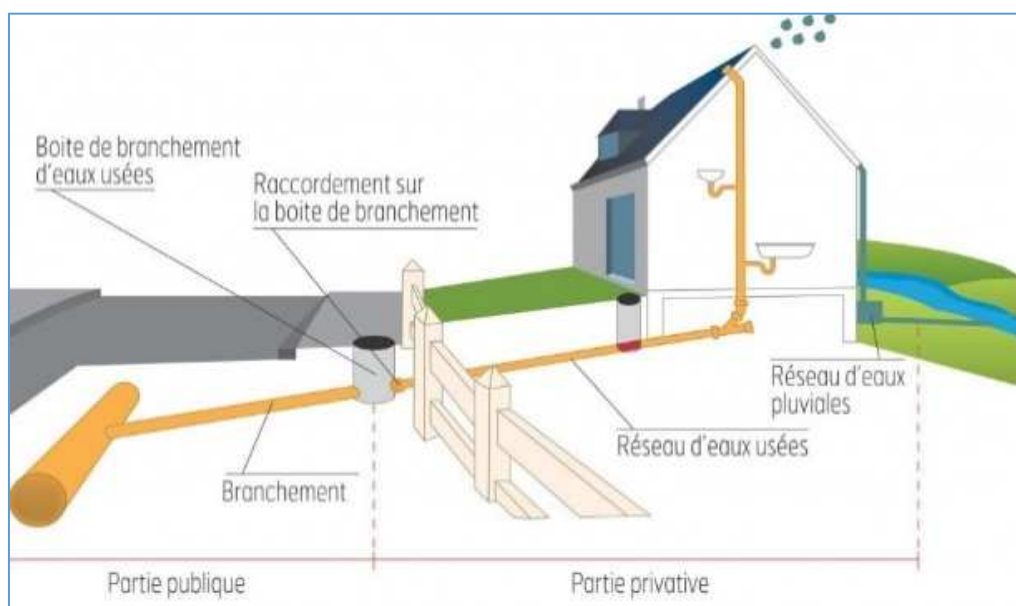 Boite de branchement
d'eaux usées
Raccordement sur
la boite de branchement
Réseau d'eaux
pluviales
Réseau d'eaux usées
Branchement
Partie publique
Partie privative